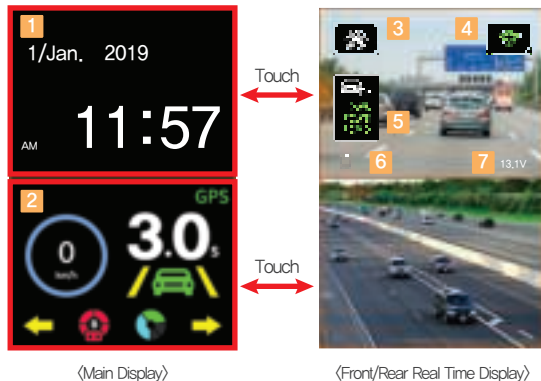 1
1/Jan. 2019
AM 11:57
2
GPS
0
km/h
3.0s
Touch
Touch
3
4
5
6
7
13.1V
〈Main Display〉
〈Front/Rear Real Time Display〉